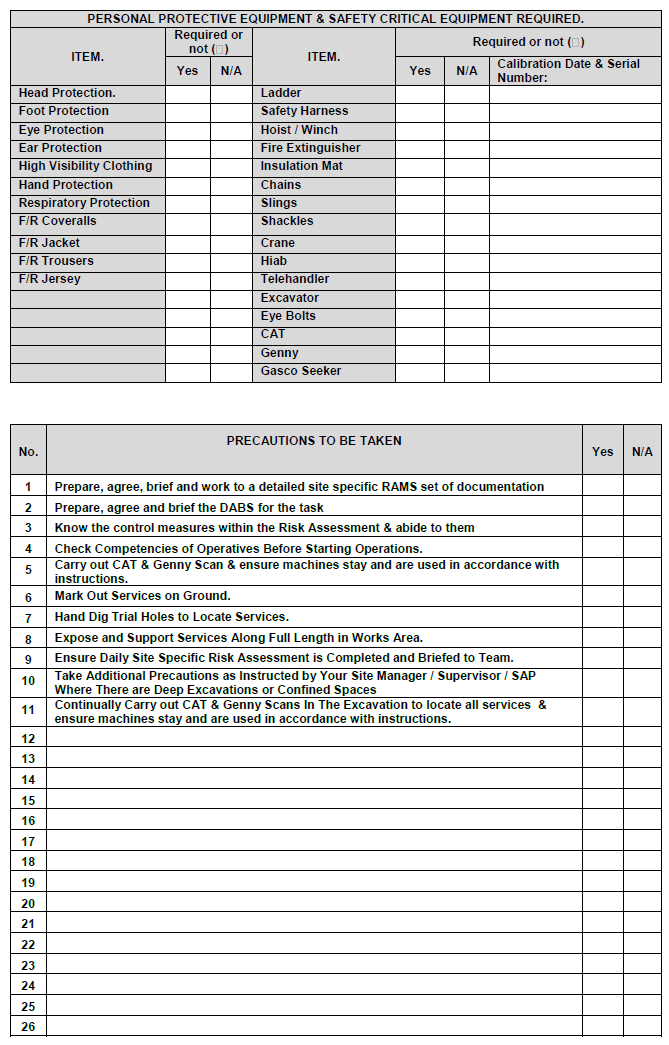 PERSONAL PROTECTIVE EQUIPMENT & SAFETY CRITICAL EQUIPMENT REQUIRED.
ITEM. Required or not (□) ITEM. Required or not (□)
Yes N/A Yes N/A Calibration Date & Serial Number:
Head Protection. Ladder
Foot Protection Safety Harness
Eye Protection Hoist / Winch
Ear Protection Fire Extinguisher
High Visibility Clothing Insulation Mat
Hand Protection Chains
Respiratory Protection Slings
F/R Coveralls Shackles
F/R Jacket Crane
F/R Trousers Hiab
F/R Jersey Telehandler
Excavator
Eye Bolts
CAT
Genny
Gasco Seeker
No. PRECAUTIONS TO BE TAKEN Yes N/A
1 Prepare, agree, brief and work to a detailed site specific RAMS set of documentation
2 Prepare, agree and brief the DABS for the task
3 Know the control measures within the Risk Assessment & abide to them
4 Check Competencies of Operatives Before Starting Operations.
5 Carry out CAT & Genny Scan & ensure machines stay and are used in accordance with
instructions.
6 Mark Out Services on Ground.
7 Hand Dig Trial Holes to Locate Services.
8 Expose and Support Services Along Full Length in Works Area.
9 Ensure Daily Site Specific Risk Assessment is Completed and Briefed to Team.
10 Take Additional Precautions as Instructed by Your Site Manager / Supervisor / SAP
Where There are Deep Excavations or Confined Spaces
11 Continually Carry out CAT & Genny Scans In The Excavation to locate all services &
ensure machines stay and are used in accordance with instructions.
12
13
14
15
16
17
18
19
20
21
22
23
24
25
26